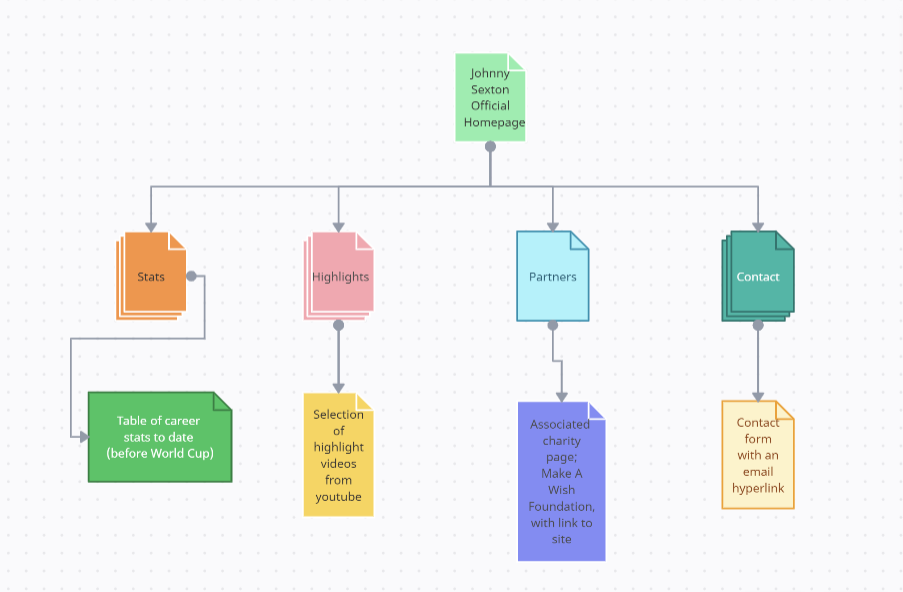 Johnny
Sexton
Official
Homepage
Stats
Highlights
Partners
Contact
Table of career
stats to date
(before World Cup)
Selection
of
highlight
videos
from
youtube
Associated
charity
page;
Make A
Wish
Foundation,
with link to
site
Contact
form
with an
email
hyperlink